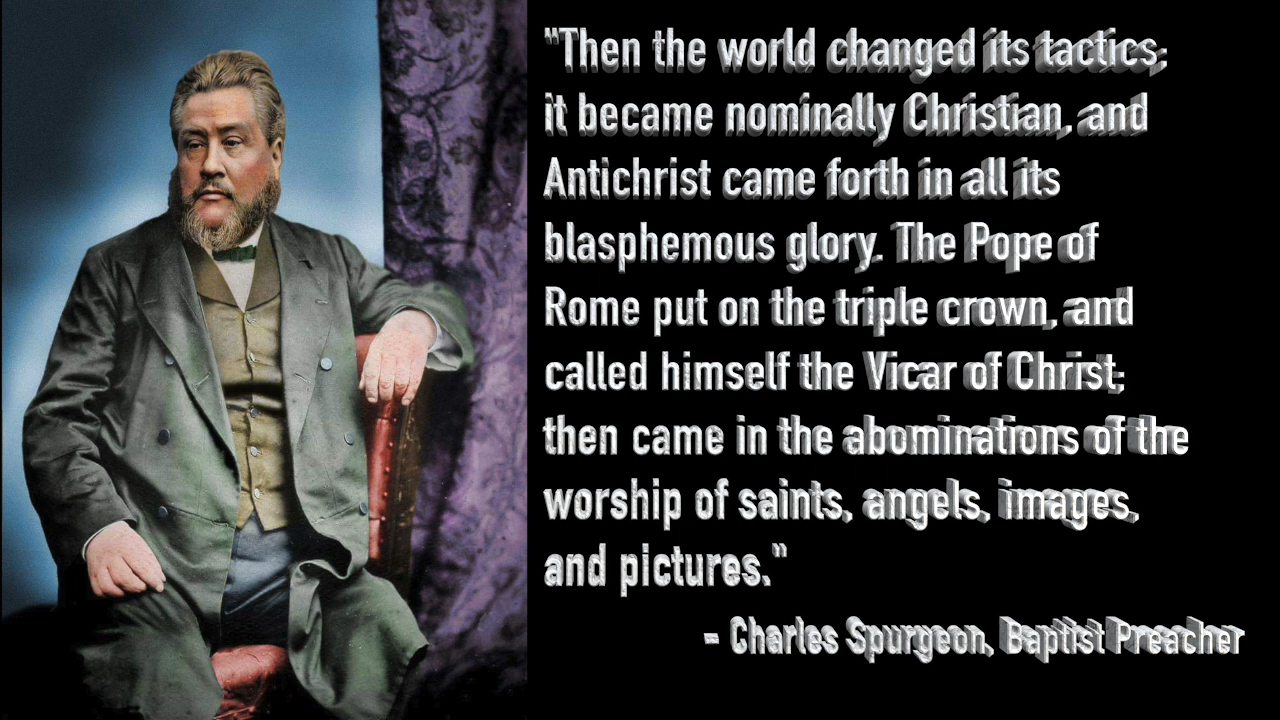 "Then the world changed its tactics;
it became nominally Christian, and
Antichrist came forth in all its
blasphemous glory. The Pope of
Rome put on the triple crown, and
called himself the Vicar of Christ;
then came in the abominations of the
worship of saints, angels, images,
and pictures."
- Charles Spurgeon, Baptist Preacher